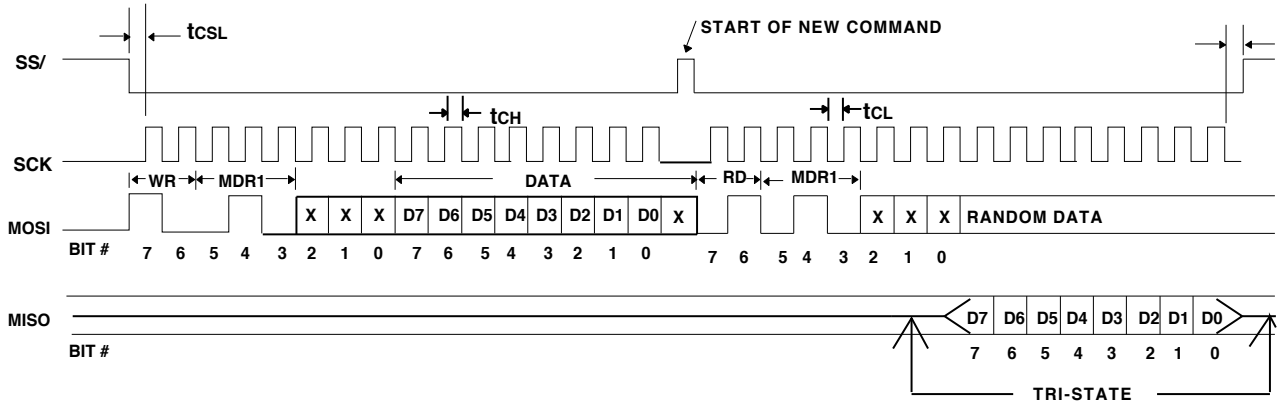 tCSL
START OF NEW COMMAND
SS/
tCH
tCL
SCK
WR MDR1 DATA RD MDR1
MOSI
X X X D7 D6 D5 D4 D3 D2 D1 D0 X X X X RANDOM DATA
BIT # 7 6 5 4 3 2 1 0 7 6 5 4 3 2 1 0 7 6 5 4 3 2 1 0
MISO D7 D6 D5 D4 D3 D2 D1 D0
BIT # 7 6 5 4 3 2 1 0
TRI-STATE